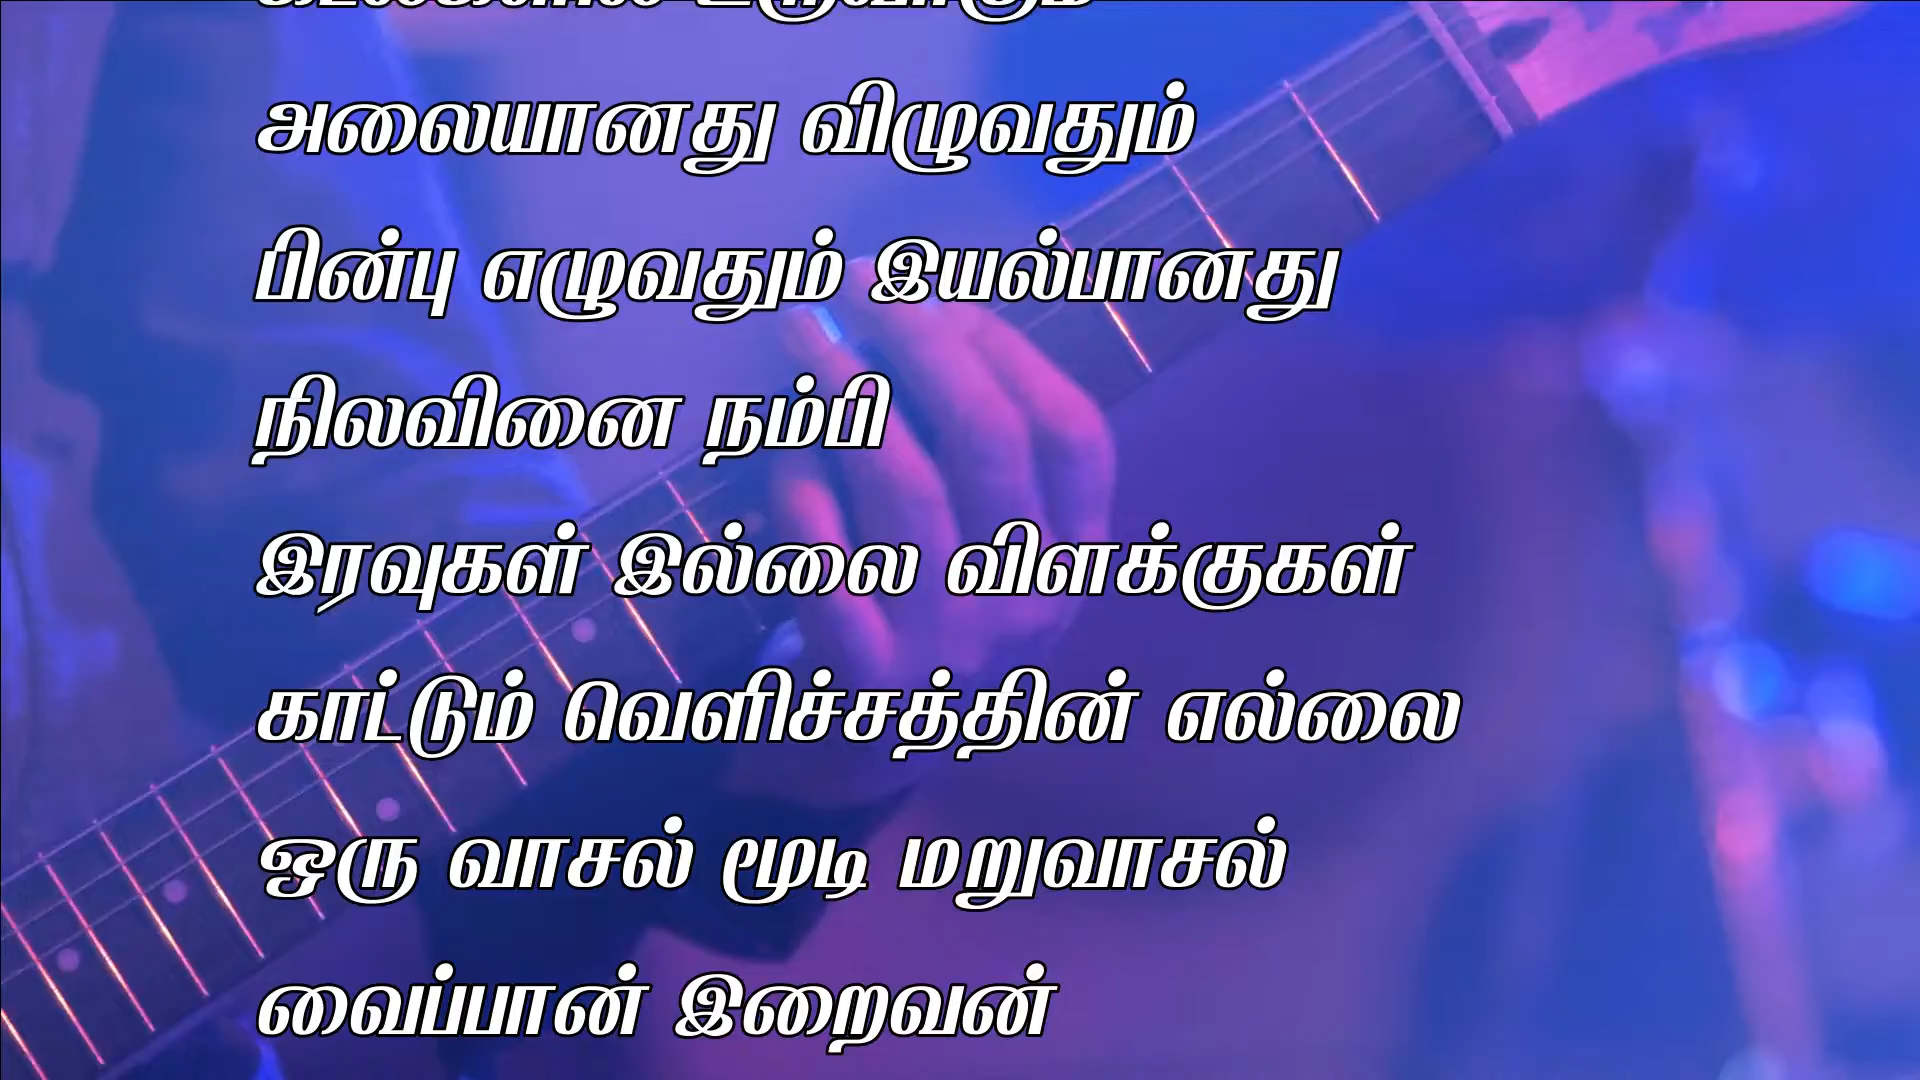 உருவாகும்
அலையானது விழுவதும்
பின்பு எழுவதும் இயல்பானது
நிலவினை நம்பி
இரவுகள் இல்லை விளக்குகள்
காட்டும் வெளிச்சத்தின் எல்லை
ஒரு வாசல் மூடி மறுவாசல்
வைப்பான் இறைவன்